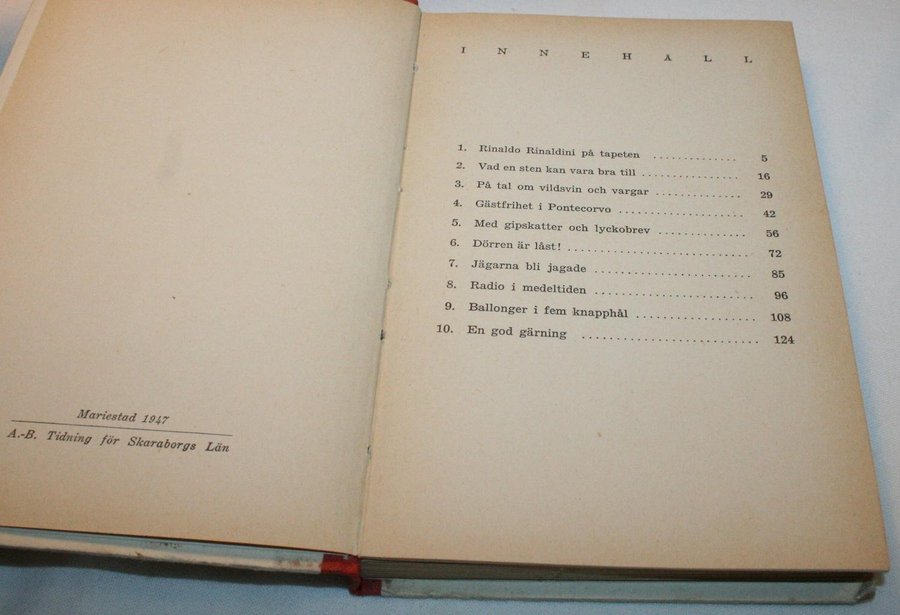 Mariestad 1947
A.-B. Tidning för Skaraborgs Län
INNEHÅLL
1. Rinaldo Rinaldini på tapeten .............. 5
2. Vad en sten kan vara bra till ................. 16
3. På tal om vildsvin och vargar ............... 29
4. Gästfrihet i Pontecorvo ...................... 42
5. Med gipskatter och lyckobrev ............... 56
6. Dörren är låst! ............................... 72
7. Jägarna bli jagade ........................... 85
8. Radio i medeltiden ........................... 96
9. Ballonger i fem knapphål .................... 108
10. En god gärning ............................. 124